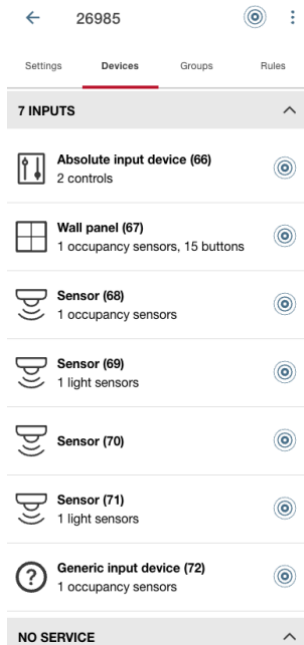 26985
Settings Devices Groups Rules
7 INPUTS
Absolute input device (66)
2 controls
Wall panel (67)
1 occupancy sensors, 15 buttons
Sensor (68)
1 occupancy sensors
Sensor (69)
1 light sensors
Sensor (70)
Sensor (71)
1 light sensors
Generic input device (72)
1 occupancy sensors
NO SERVICE